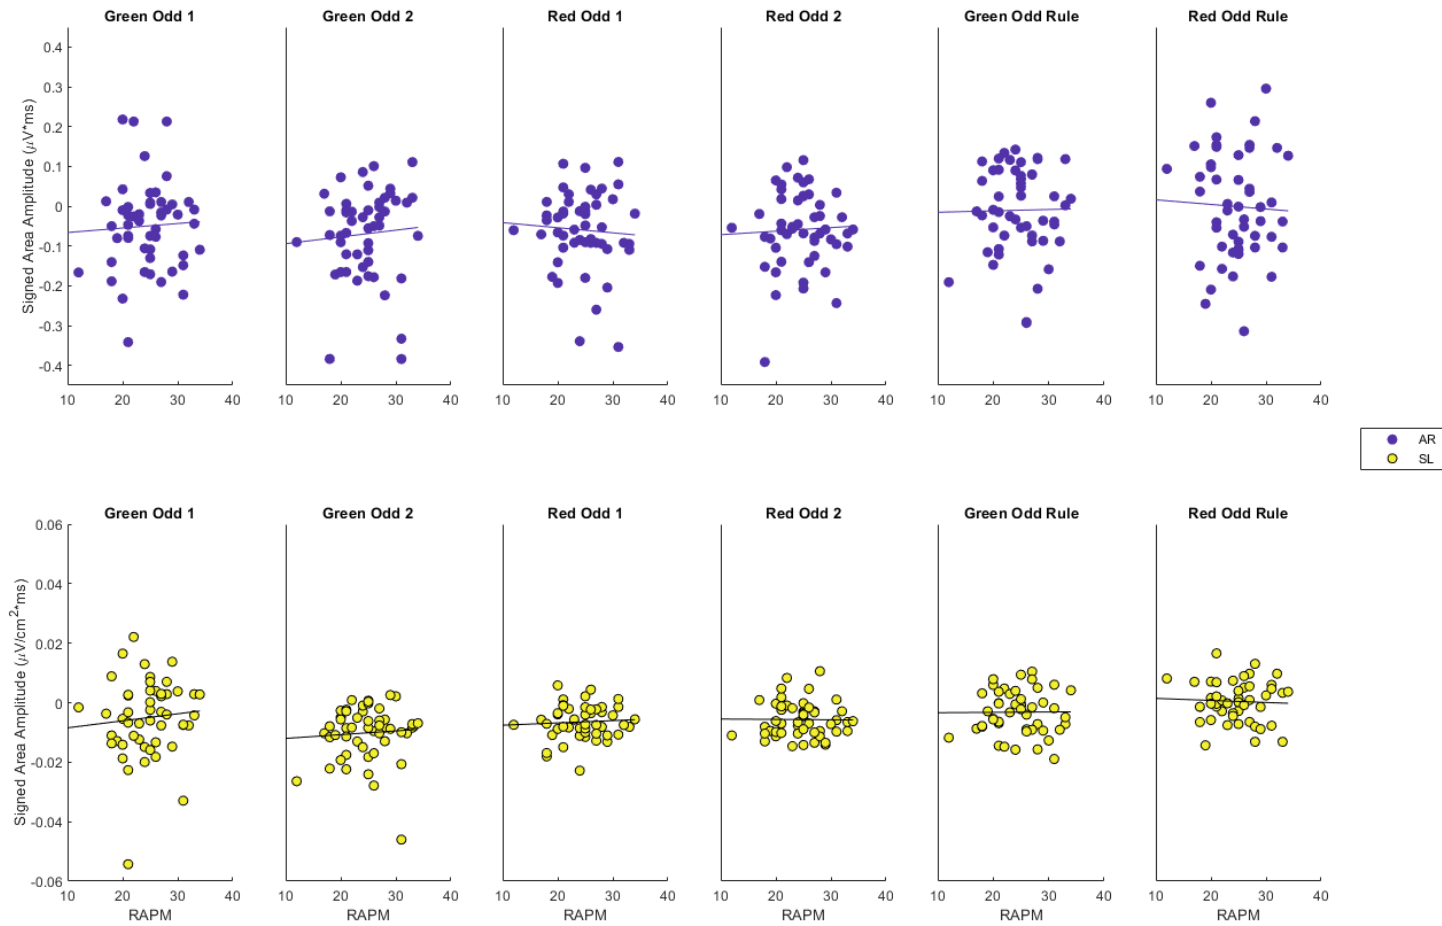 Green Odd 1 Green Odd 2 Red Odd 1 Red Odd 2 Green Odd Rule Red Odd Rule
Signed Area Amplitude (μV*ms)
0.4
0.3
0.2
0.1
0
-0.1
-0.2
-0.3
-0.4
10 20 30 40 10 20 30 40 10 20 30 40 10 20 30 40 10 20 30 40 10 20 30 40
AR
SL
Green Odd 1 Green Odd 2 Red Odd 1 Red Odd 2 Green Odd Rule Red Odd Rule
Signed Area Amplitude (μV/cm²*ms)
0.06
0.04
0.02
0
-0.02
-0.04
-0.06
10 20 30 40 10 20 30 40 10 20 30 40 10 20 30 40 10 20 30 40 10 20 30 40
RAPM RAPM RAPM RAPM RAPM RAPM